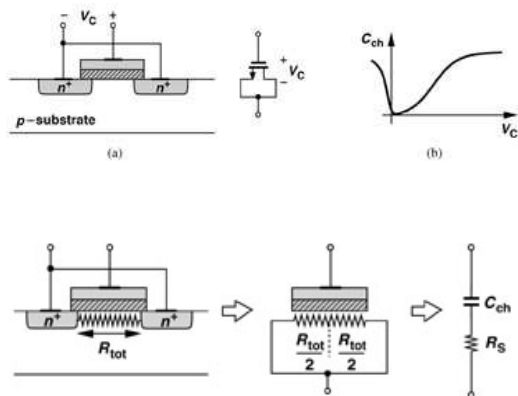 − V_C +
n+ n+
p−substrate
(a)
+
V_C
−
C_ch
V_C
(b)
n+ n+
R_tot
R_tot R_tot
2 2
C_ch
R_S